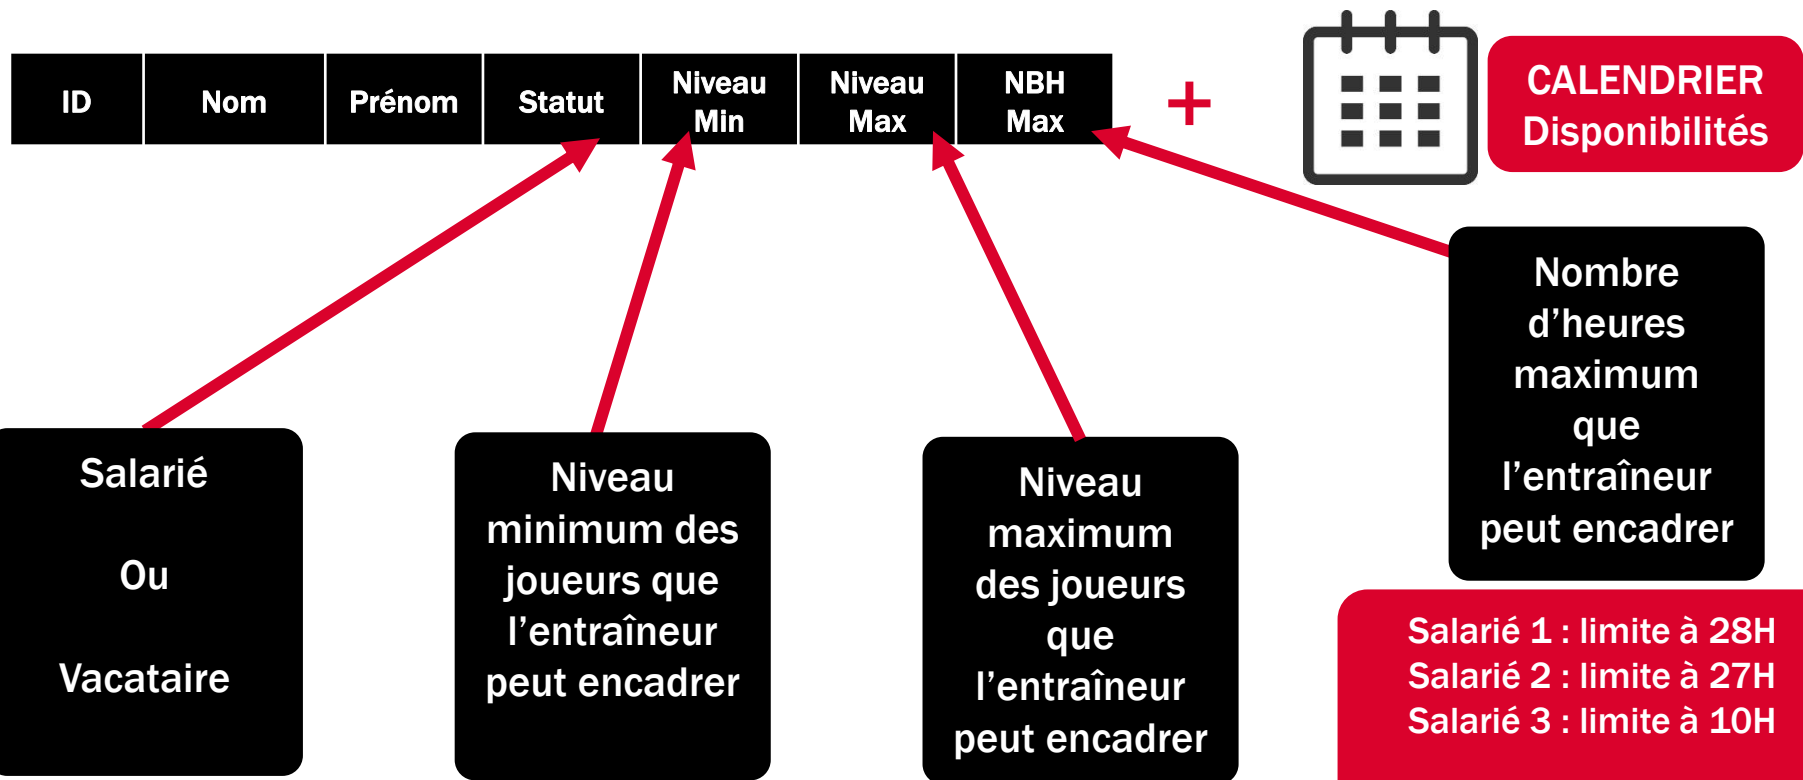 ID Nom Prénom Statut Niveau Min Niveau Max NBH Max
+
CALENDRIER
Disponibilités
Salarié
Ou
Vacataire
Niveau
minimum des
joueurs que
l'entraîneur
peut encadrer
Niveau
maximum
des joueurs
que
l'entraîneur
peut encadrer
Nombre
d'heures
maximum
que
l'entraîneur
peut encadrer
Salarié 1 : limite à 28H
Salarié 2 : limite à 27H
Salarié 3 : limite à 10H